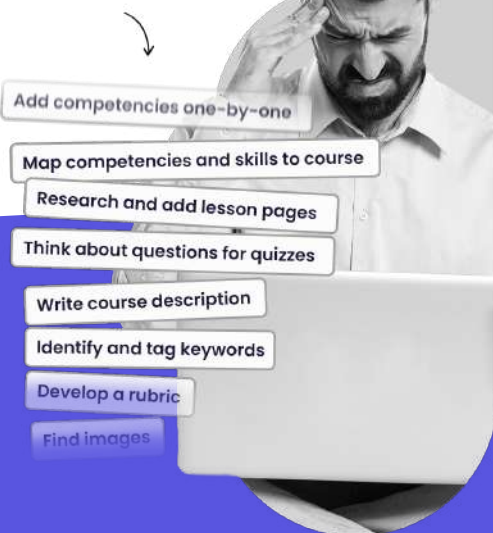 Add competencies one-by-one
Map competencies and skills to course
Research and add lesson pages
Think about questions for quizzes
Write course description
Identify and tag keywords
Develop a rubric
Find images